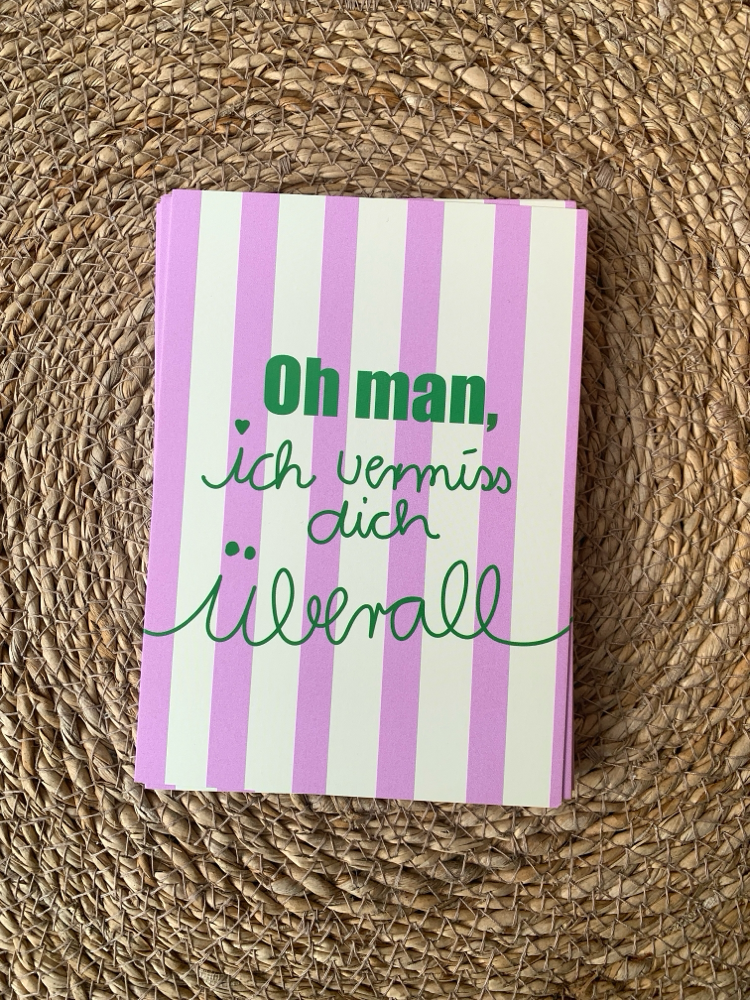 Oh man,
ich vermiss
dich
überall